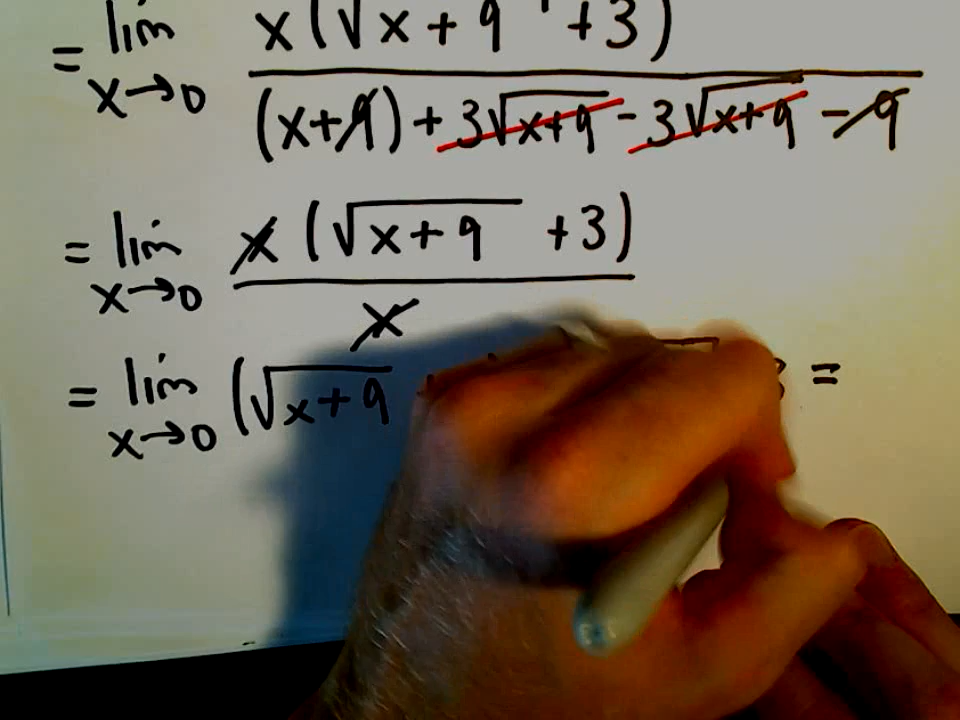 = lim x→0 x(√x+9 +3)
(x+9) + 3√x+9 - 3√x+9 - 9
= lim x→0 x (√x+9 +3)
x
= lim x→0 (√x+9 =